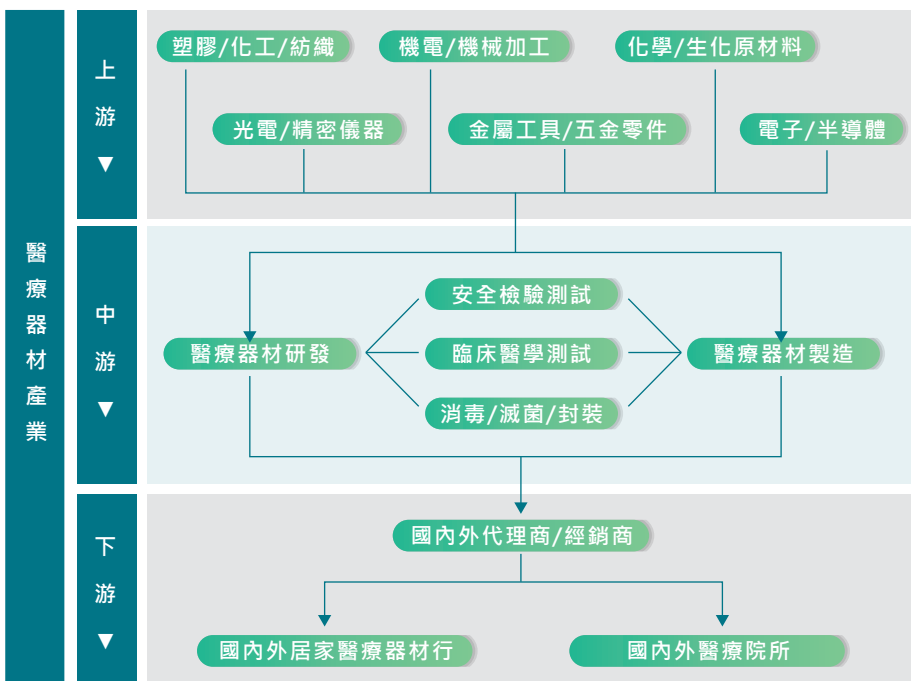 醫療器材產業
上游▼
塑膠/化工/紡織
機電/機械加工
化學/生化原材料
光電/精密儀器
金屬工具/五金零件
電子/半導體
中游▼
安全檢驗測試
醫療器材研發
臨床醫學測試
醫療器材製造
消毒/滅菌/封裝
下游▼
國內外代理商/經銷商
國內外居家醫療器材行
國內外醫療院所